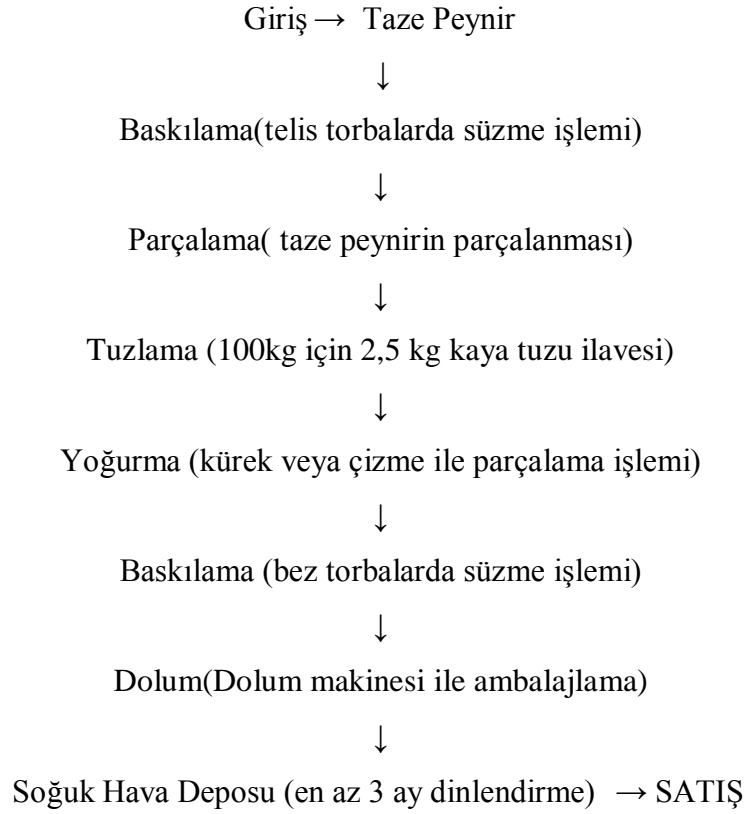 Giriş → Taze Peynir
↓
Baskılama(telis torbalarda süzme işlemi)
↓
Parçalama( taze peynirin parçalanması)
↓
Tuzlama (100kg için 2,5 kg kaya tuzu ilavesi)
↓
Yoğurma (kürek veya çizme ile parçalama işlemi)
↓
Baskılama (bez torbalarda süzme işlemi)
↓
Dolum(Dolum makinesi ile ambalajlama)
↓
Soğuk Hava Deposu (en az 3 ay dinlendirme) → SATIŞ